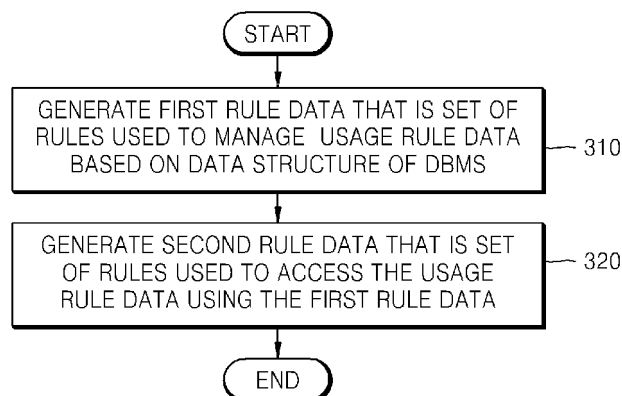 START
GENERATE FIRST RULE DATA THAT IS SET OF
RULES USED TO MANAGE USAGE RULE DATA
BASED ON DATA STRUCTURE OF DBMS
310
GENERATE SECOND RULE DATA THAT IS SET
OF RULES USED TO ACCESS THE USAGE
RULE DATA USING THE FIRST RULE DATA
320
END